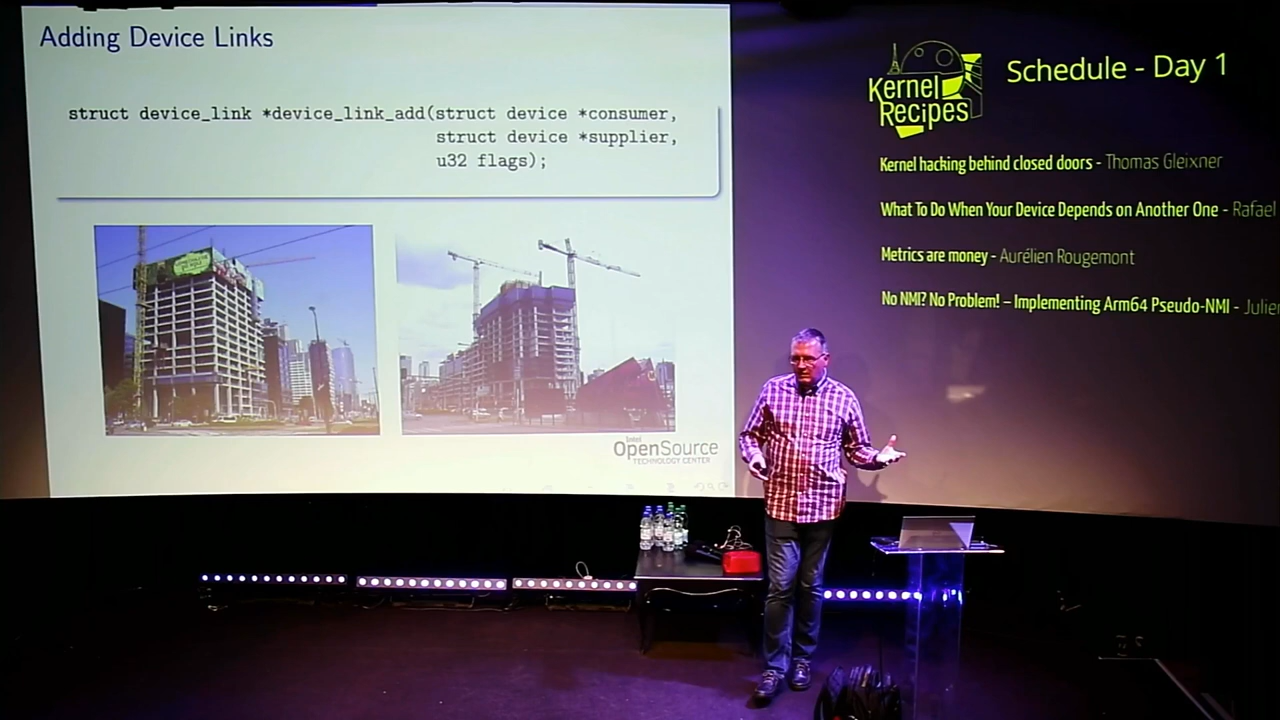 Adding Device Links
struct device_link *device_link_add(struct device *consumer,
struct device *supplier,
u32 flags);
Intel
OpenSource
TECHNOLOGY CENTER
Kernel
Recipes
Schedule - Day 1
Kernel hacking behind closed doors - Thomas Gleixner
What To Do When Your Device Depends on Another One - Rafael
Metrics are money - Aurélien Rougemont
No NMI? No Problem! – Implementing Arm64 Pseudo-NMI - Julien